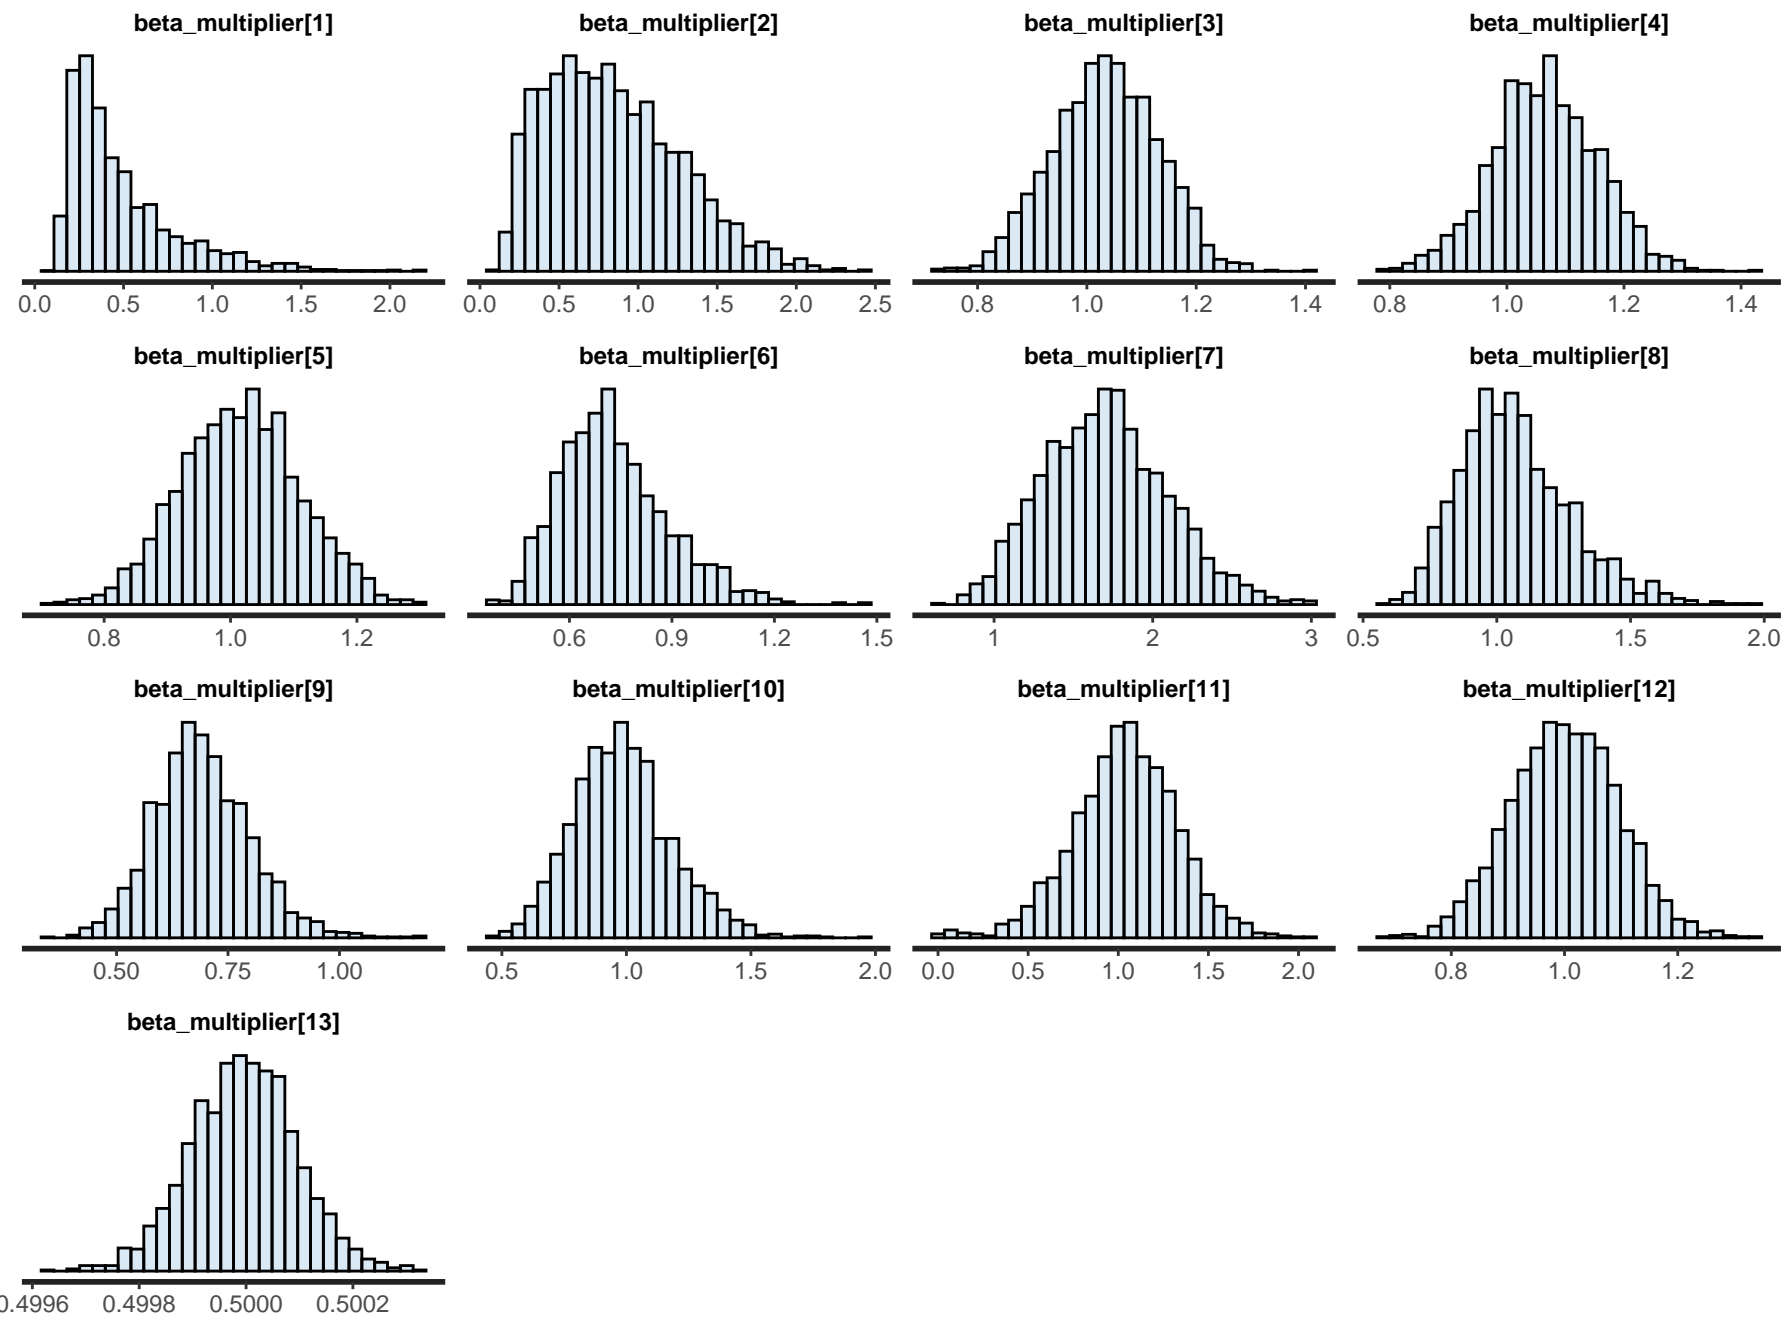 beta_multiplier[1] beta_multiplier[2] beta_multiplier[3] beta_multiplier[4]
0.0 0.5 1.0 1.5 2.0 0.0 0.5 1.0 1.5 2.0 2.5 0.8 1.0 1.2 1.4 0.8 1.0 1.2 1.4
beta_multiplier[5] beta_multiplier[6] beta_multiplier[7] beta_multiplier[8]
0.8 1.0 1.2 0.6 0.9 1.2 1.5 1 2 3 0.5 1.0 1.5 2.0
beta_multiplier[9] beta_multiplier[10] beta_multiplier[11] beta_multiplier[12]
0.50 0.75 1.00 0.5 1.0 1.5 2.0 0.0 0.5 1.0 1.5 2.0 0.8 1.0 1.2
beta_multiplier[13]
0.4996 0.4998 0.5000 0.5002